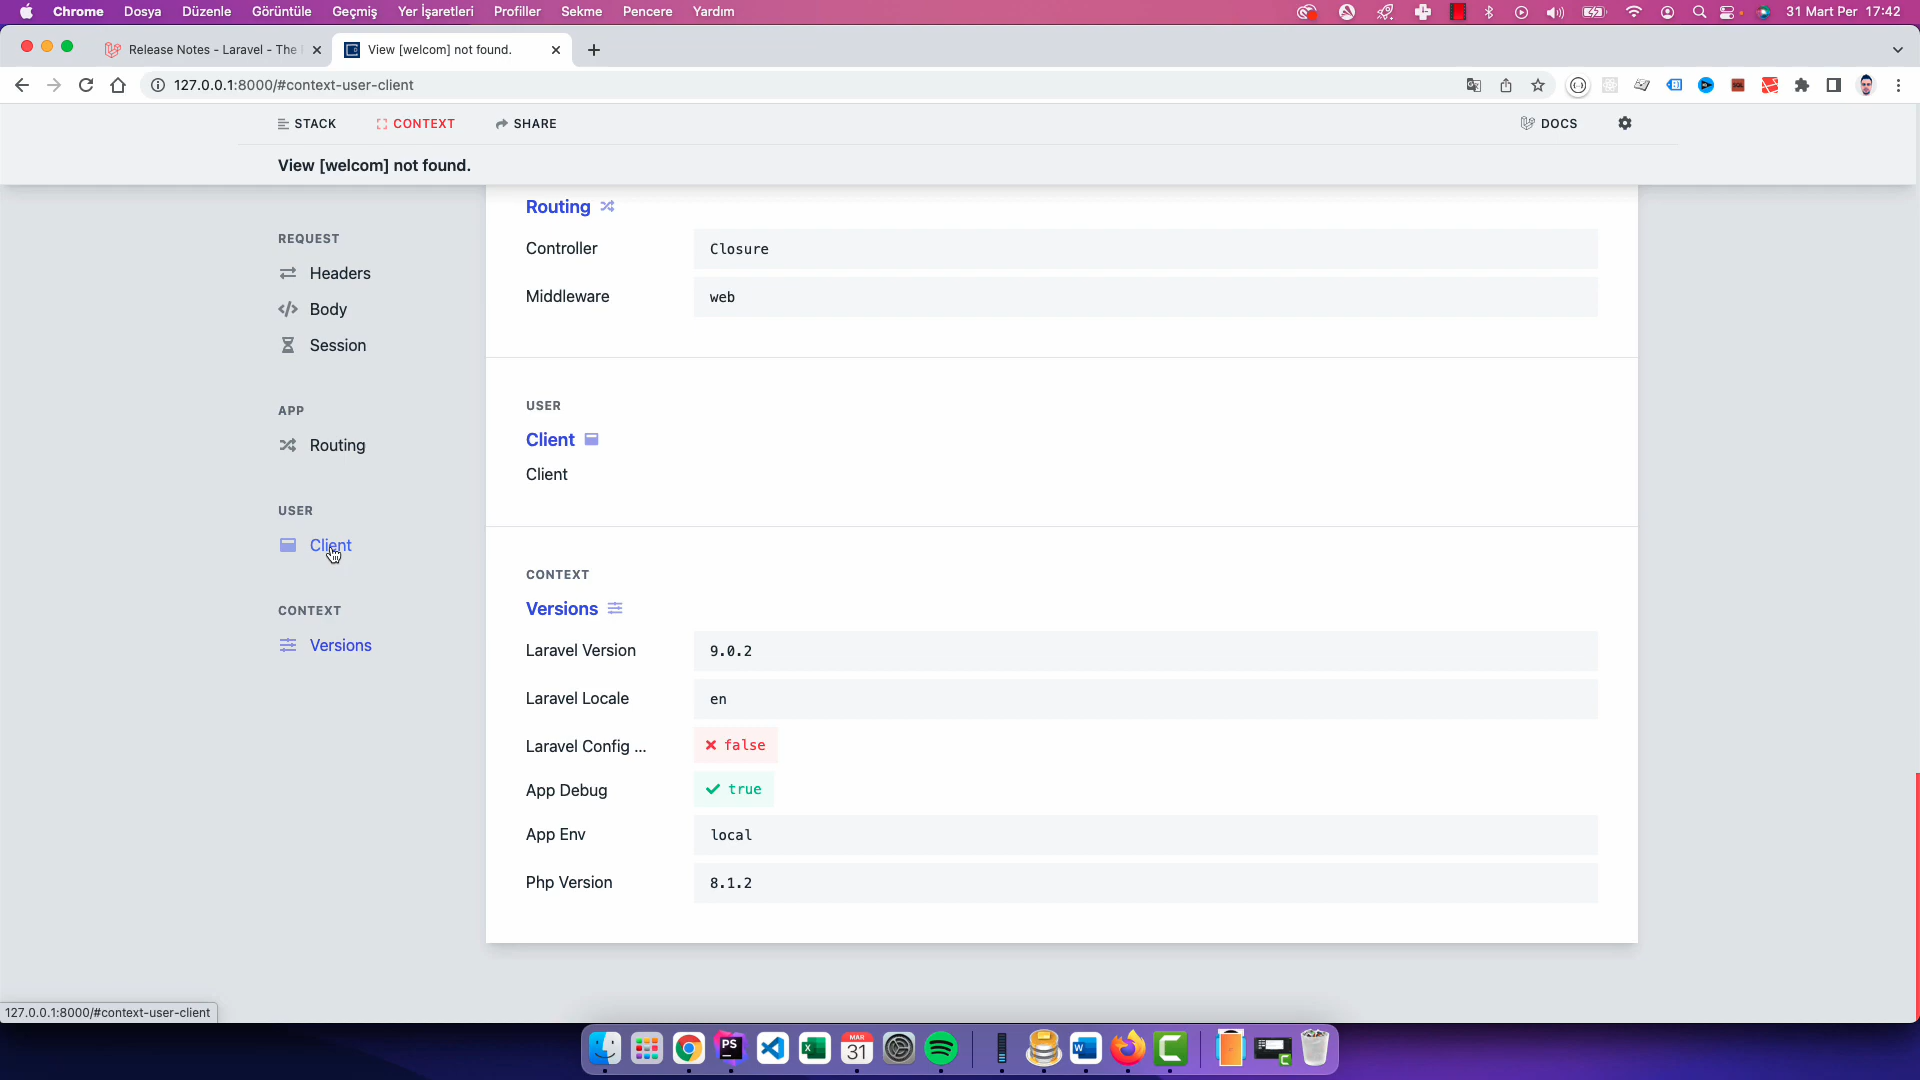 Chrome Dosya Düzenle Görüntüle Geçmiş Yer İşaretleri Profiller Sekme Pencere Yardım 31 Mart Per 17:42
Release Notes - Laravel - The
View [welcom] not found.
127.0.0.1:8000/#context-user-client
STACK CONTEXT SHARE DOCS
View [welcom] not found.
REQUEST
Headers
Body
Session
APP
Routing
USER
Client
CONTEXT
Versions
Routing
Controller Closure
Middleware web
USER
Client
Client
CONTEXT
Versions
Laravel Version 9.0.2
Laravel Locale en
Laravel Config ... false
App Debug true
App Env local
Php Version 8.1.2
127.0.0.1:8000/#context-user-client
PS
MAR
31